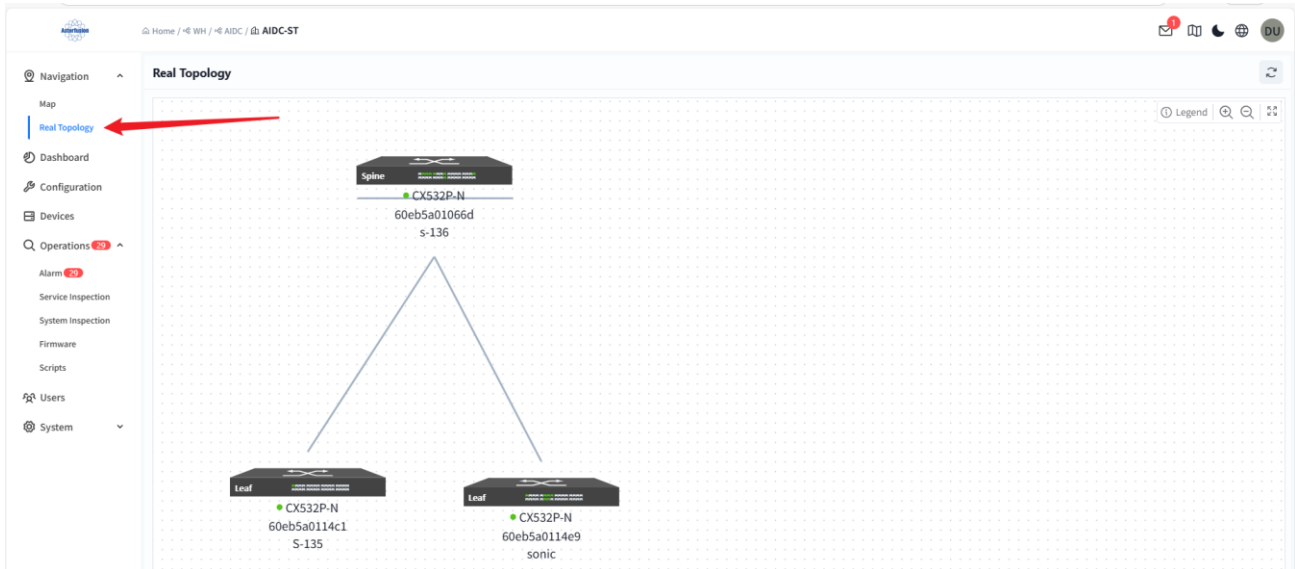 Asterfusion
Home / WH / AIDC / AIDC-ST
1
DU
Navigation
Map
Real Topology
Dashboard
Configuration
Devices
Operations 29
Alarm 29
Service Inspection
System Inspection
Firmware
Scripts
Users
System
Real Topology
Legend
Spine
CX532P-N
60eb5a01066d
s-136
Leaf
CX532P-N
60eb5a0114c1
S-135
Leaf
CX532P-N
60eb5a0114e9
sonic